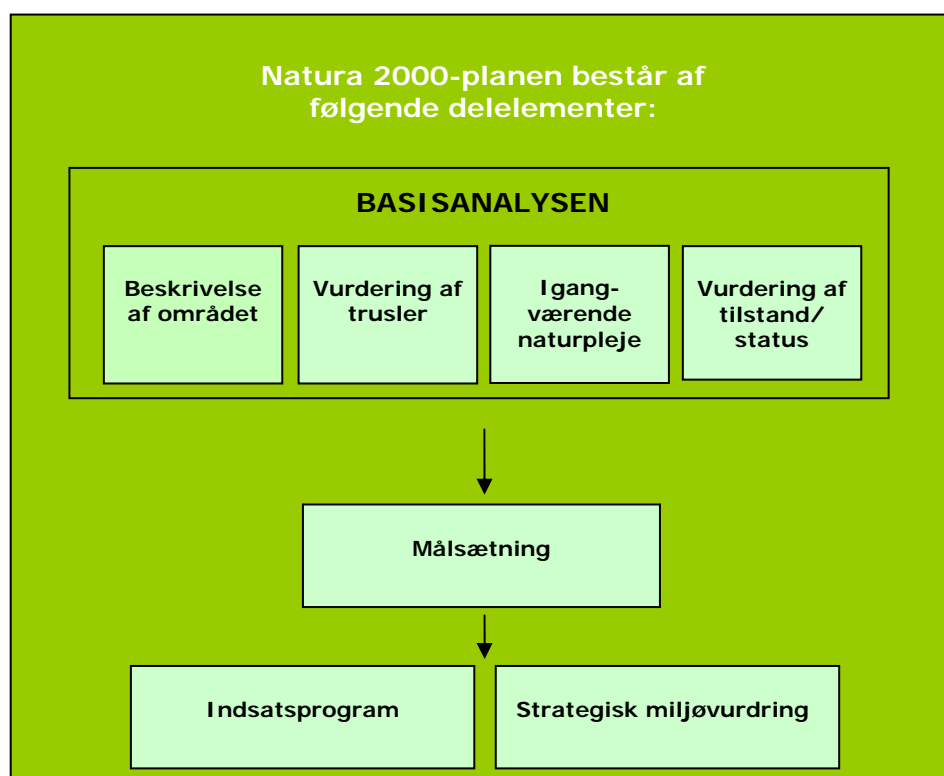 Natura 2000-planen består af
følgende delelementer:
BASISANALYSEN
Beskrivelse
af området
Vurdering af
trusler
Igang-
værende
naturpleje
Vurdering af
tilstand/
status
Målsætning
Indsatsprogram
Strategisk miljøvurdring